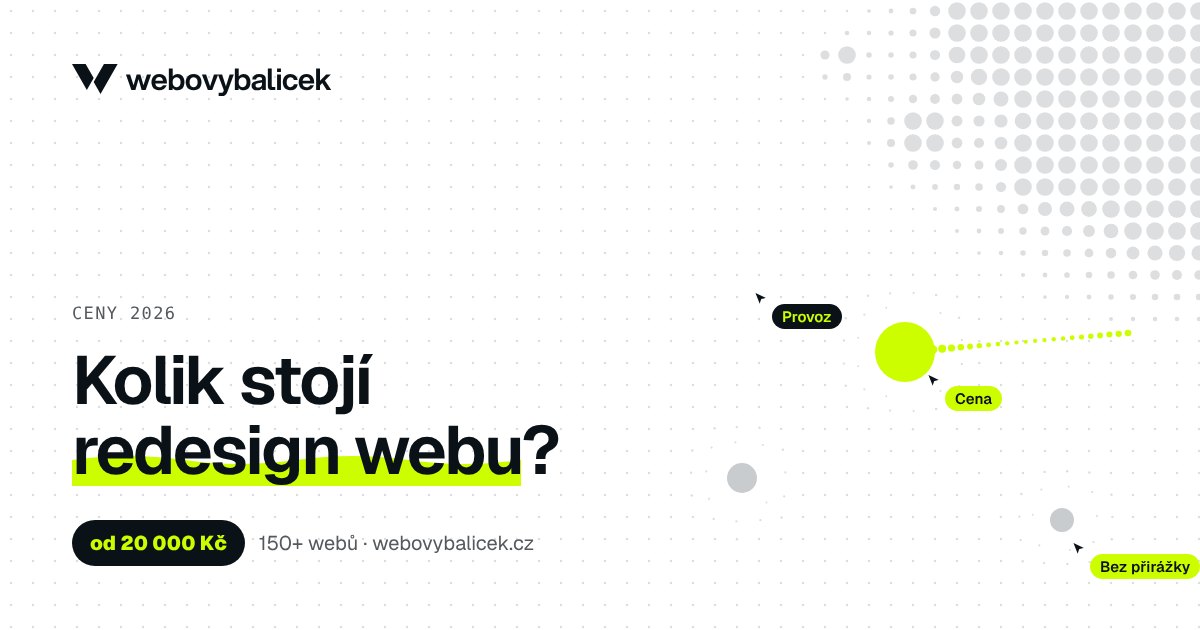 webovybalicek
CENY 2026
Kolik stojí
redesign webu?
od 20 000 Kč
150+ webů · webovybalicek.cz
Provoz
Cena
Bez přirážky